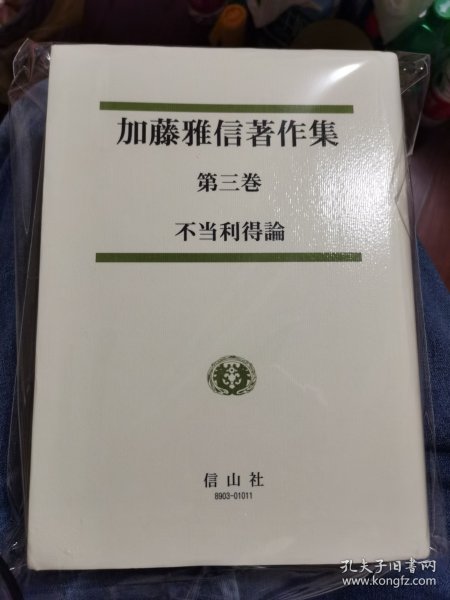 加藤雅信著作集
第三巻
不当利得論
信山社
8903-01011
孔夫子旧书网
www.kongfz.com